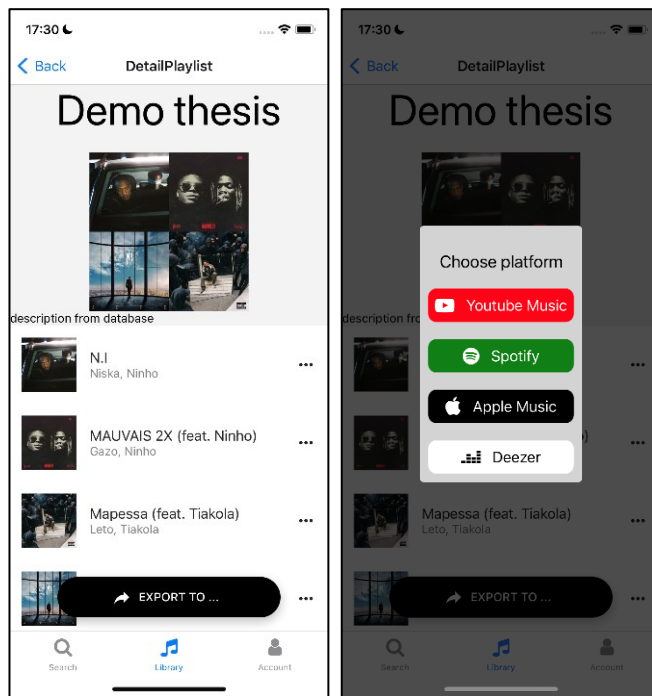 17:30
Back DetailPlaylist
Demo thesis
description from database
N.I
Niska, Ninho
MAUVAIS 2X (feat. Ninho)
Gazo, Ninho
Mapessa (feat. Tiakola)
Leto, Tiakola
EXPORT TO ...
Search Library Account
17:30
Back DetailPlaylist
Demo thesis
Choose platform
Youtube Music
Spotify
Apple Music
Deezer
description fr
Mapessa (feat. Tiakola)
Leto, Tiakola
EXPORT TO ...
Search Library Account